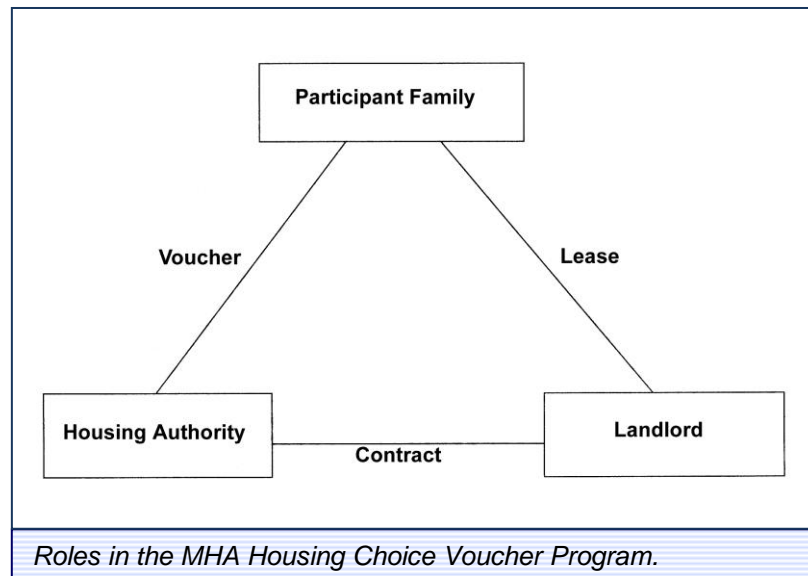 Participant Family
Voucher
Lease
Housing Authority
Contract
Landlord
Roles in the MHA Housing Choice Voucher Program.